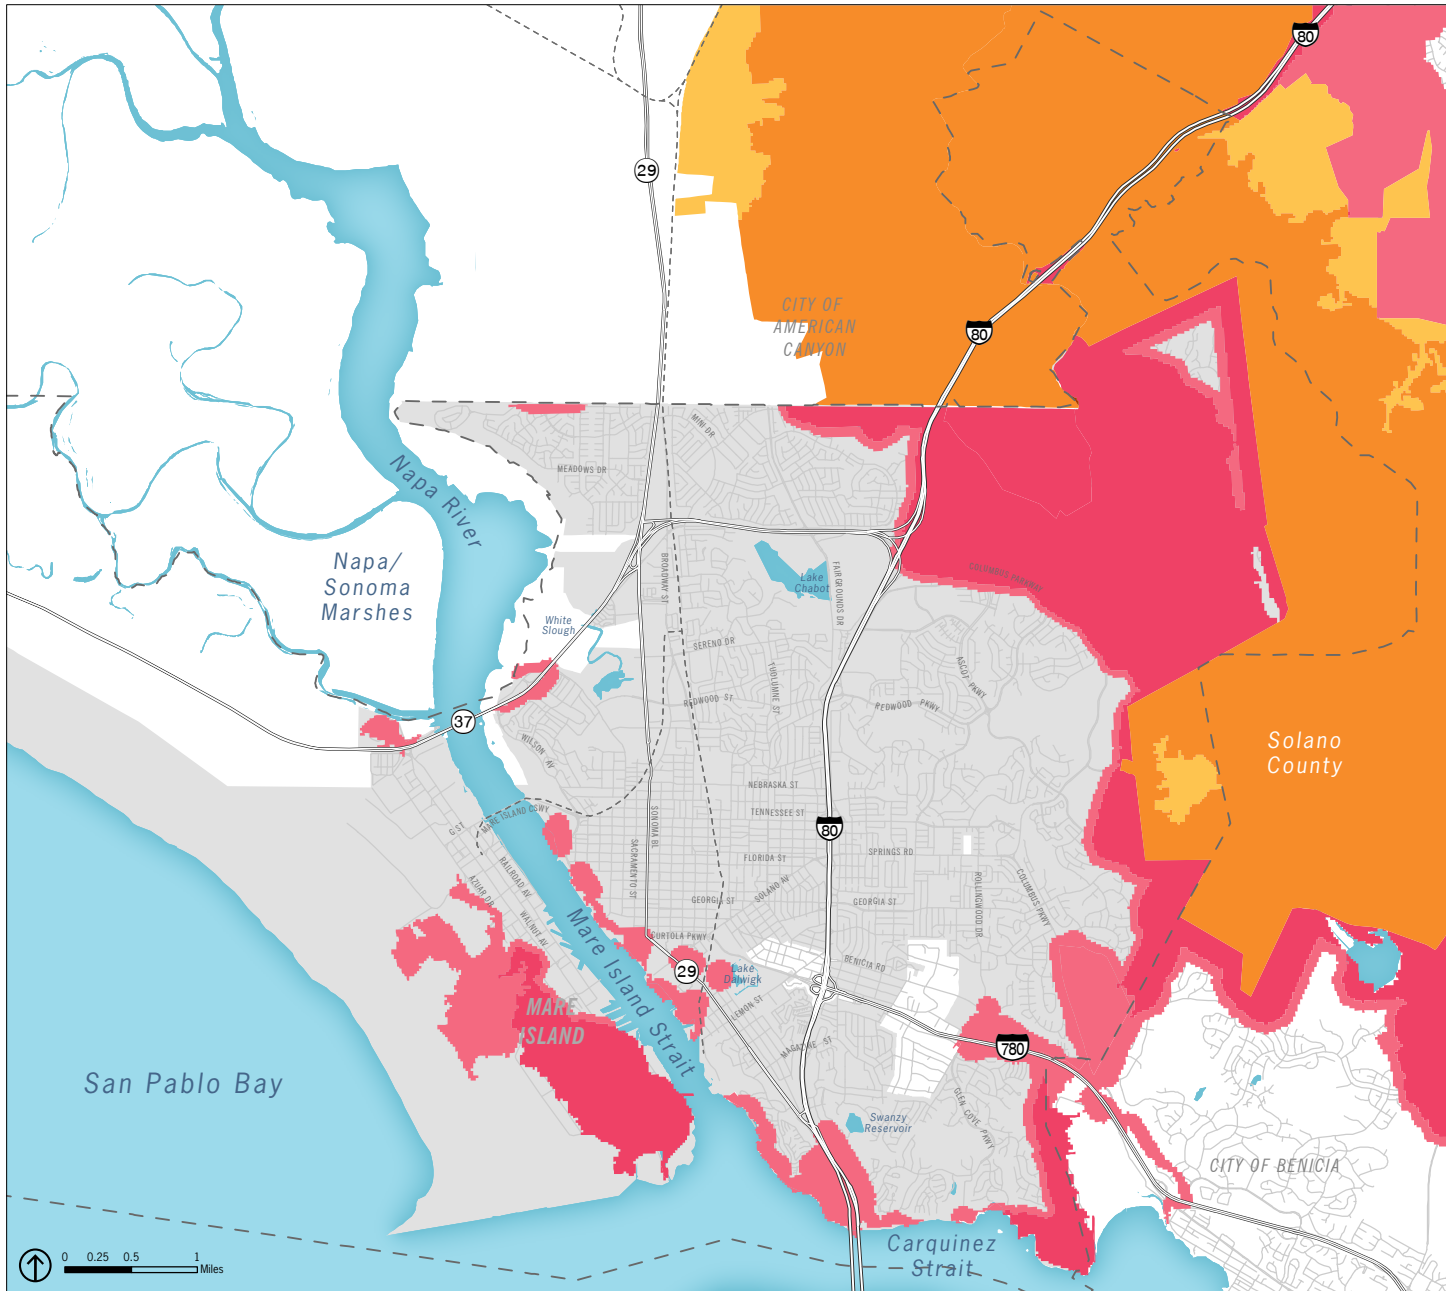 80
29
CITY OF
AMERICAN
CANYON
80
MINI DR
MEADOWS DR
Napa River
Napa/
Sonoma
Marshes
BROADWAY ST
Lake
Chabot
FAIRGROUNDS DR
COLUMBUS PARKWAY
White
Slough
SERENO DR
TUOLUMNE ST
ASCOT PKWY
REDWOOD ST
REDWOOD PKWY
37
WILSON AV
Solano
County
NEBRASKA ST
TENNESSEE ST
MARE ISLAND CSWY
G ST
SONOMA BL
80
SACRAMENTO ST
FLORIDA ST
SPRINGS RD
RAILROAD AV
AZUAR DR
SOLANO AV
GEORGIA ST
GEORGIA ST
ROLLINGWOOD DR
COLUMBUS PKWY
WALNUT AV
CURTOLA PKWY
Mare Island Strait
29
Lake
Dalwigk
BENICIA RD
LEMON ST
MARE
ISLAND
MAGAZINE ST
780
San Pablo Bay
Swanzy
Reservoir
GLEN COVE PKWY
CITY OF BENICIA
Carquinez
Strait
0 0.25 0.5 1
Miles